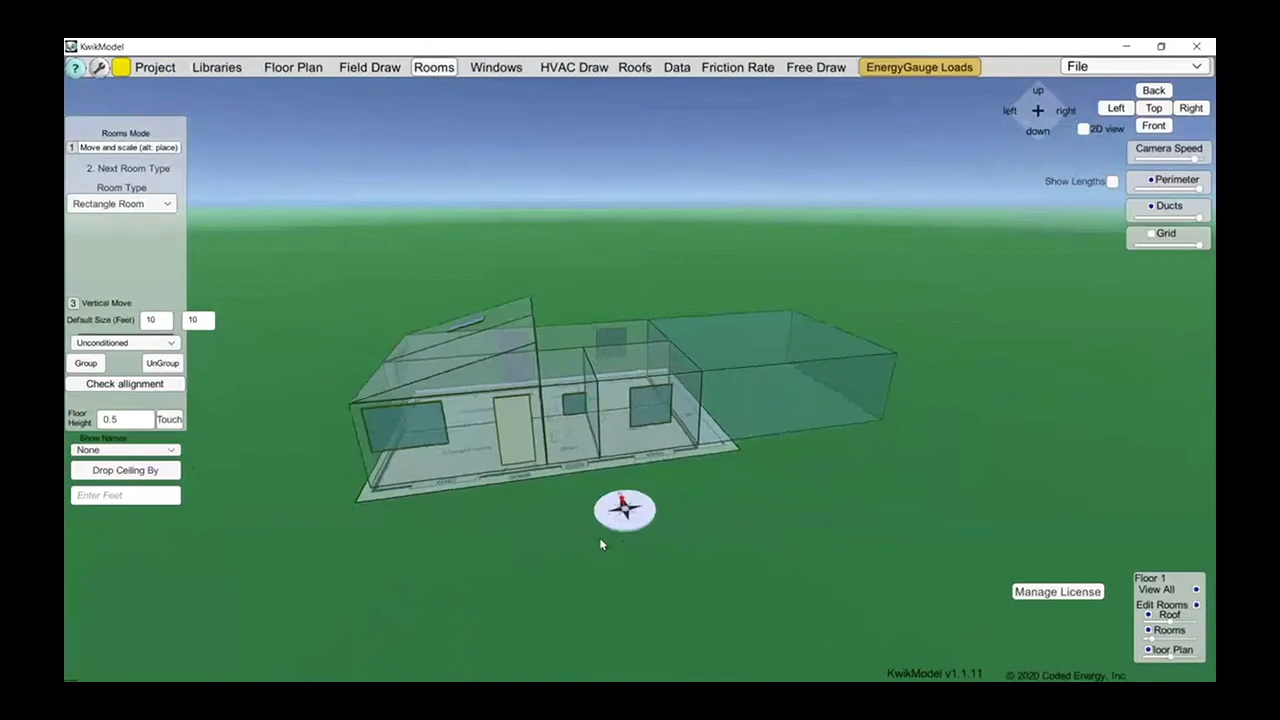 KwikModel
? Project Libraries Floor Plan Field Draw Rooms Windows HVAC Draw Roofs Data Friction Rate Free Draw EnergyGauge Loads File
up
left right
down
2D view
Back
Left Top Right
Front
Camera Speed
Show Lengths
Perimeter
Ducts
Grid
Rooms Mode
1 Move and scale (alt: place)
2. Next Room Type
Room Type
Rectangle Room
3 Vertical Move
Default Size (Feet) 10 10
Unconditioned
Group UnGroup
Check allignment
Floor
Height 0.5 Touch
Show Names
None
Drop Ceiling By
Enter Feet
Manage License
Floor 1
View All
Edit Rooms
Roof
Rooms
Floor Plan
KwikModel v1.1.11 © 2020 Coded Energy, Inc